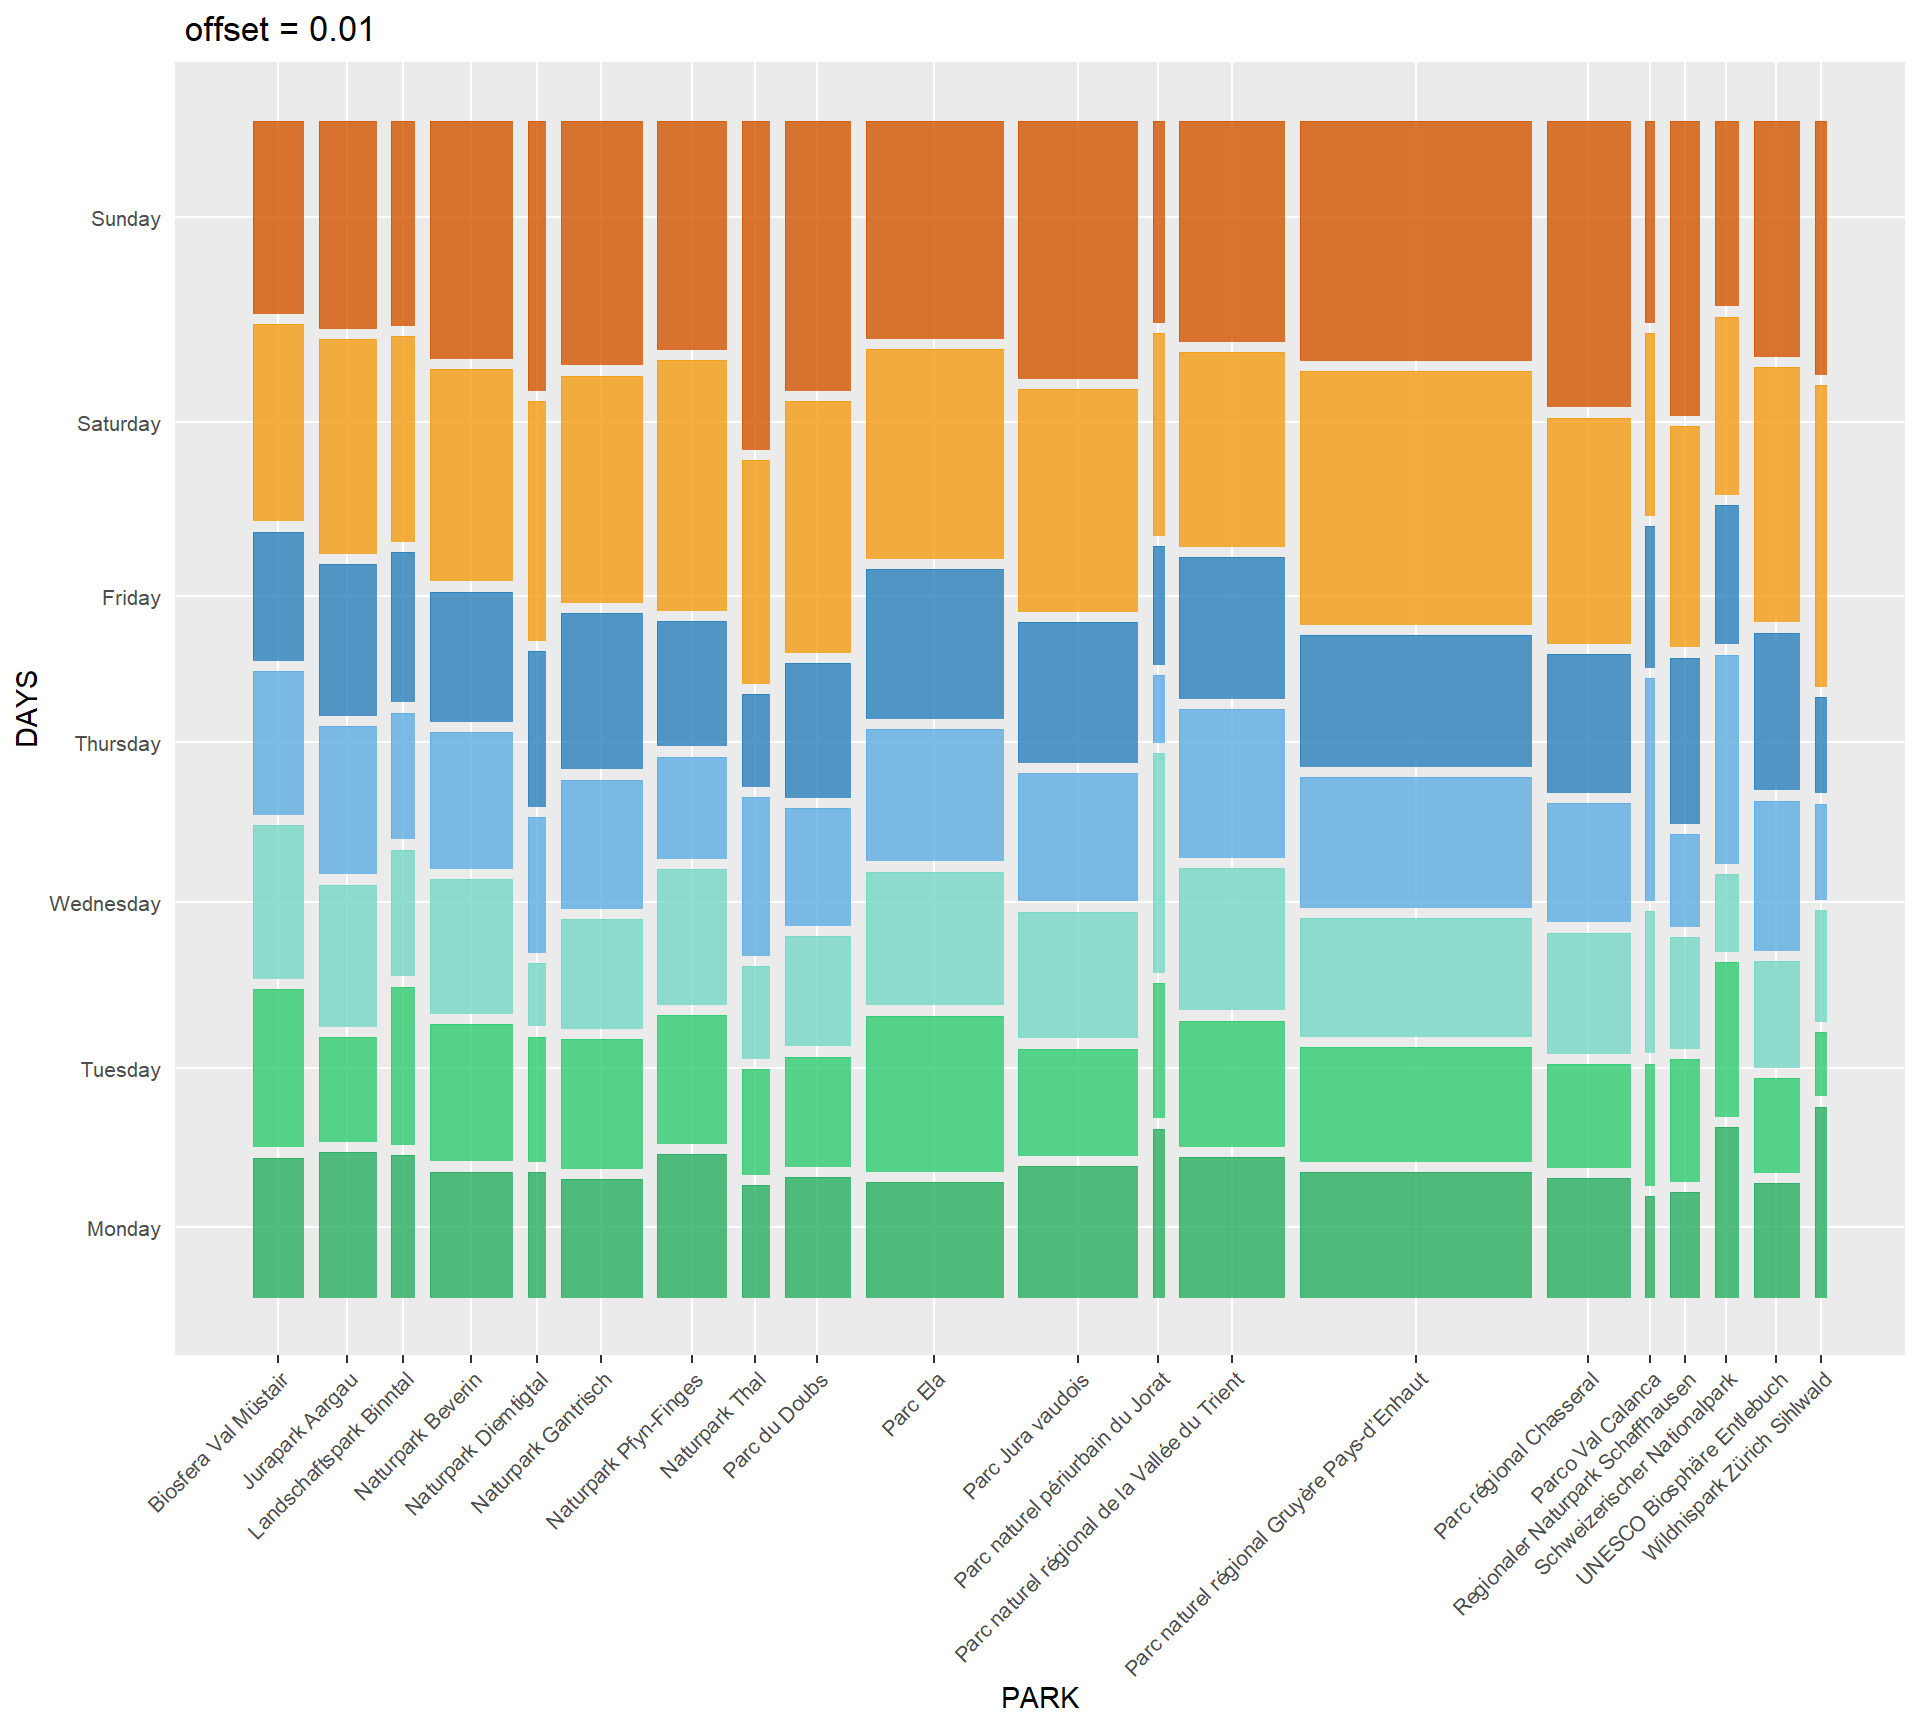 offset = 0.01
DAYS
Sunday
Saturday
Friday
Thursday
Wednesday
Tuesday
Monday
Biosfera Val Müstair
Jurapark Aargau
Landschaftspark Binntal
Naturpark Beverin
Naturpark Diemtigtal
Naturpark Gantrisch
Naturpark Pfyn-Finges
Naturpark Thal
Parc du Doubs
Parc Ela
Parc Jura vaudois
Parc naturel périurbain du Jorat
Parc naturel régional de la Vallée du Trient
Parc naturel régional Gruyère Pays-d'Enhaut
Parc régional Chasseral
Parco Val Calanca
Regionaler Naturpark Schaffhausen
Schweizerischer Nationalpark
UNESCO Biosphäre Entlebuch
Wildnispark Zürich Sihlwald
PARK